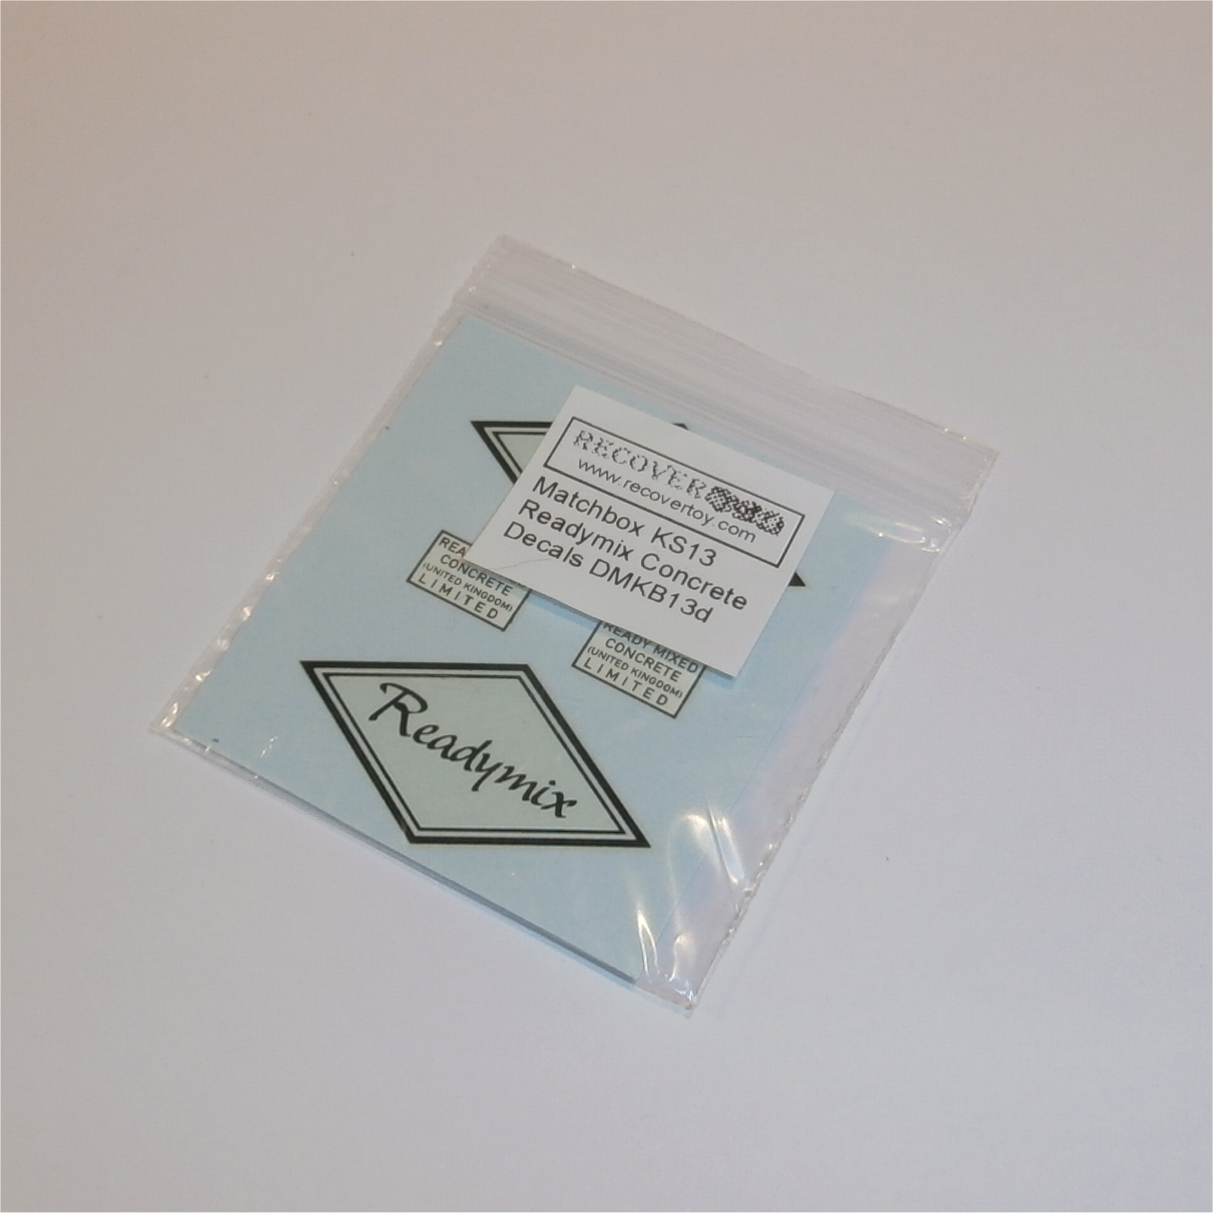 RECOVER
www.recovertoy.com
Matchbox KS13
Readymix Concrete
Decals DMKB13d
CONCRETE
(UNITED KINGDOM)
LIMITED
READY MIXED
CONCRETE
(UNITED KINGDOM)
LIMITED
Readymix